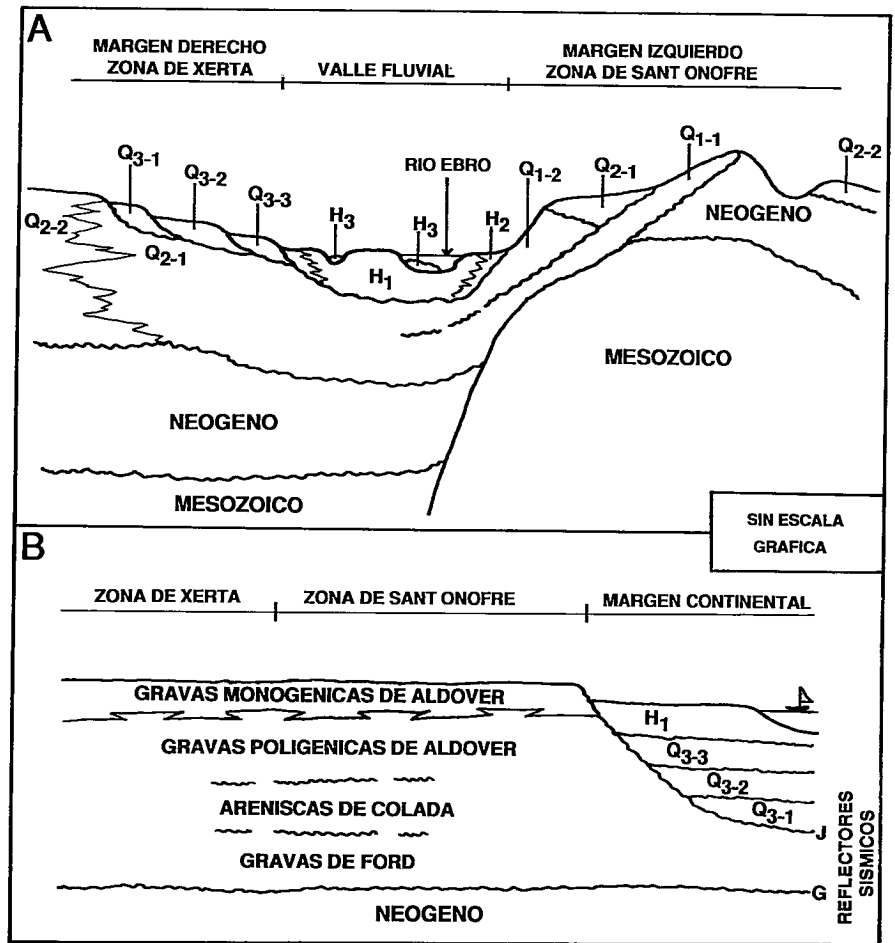 A
MARGEN DERECHO
ZONA DE XERTA
VALLE FLUVIAL
MARGEN IZQUIERDO
ZONA DE SANT ONOFRE
Q3-1
Q3-2
Q3-3
H3
RIO EBRO
H3
H2
Q1-2
Q2-1
Q1-1
Q2-2
Q2-2
Q2-1
H1
NEOGENO
MESOZOICO
NEOGENO
MESOZOICO
SIN ESCALA
GRAFICA
B
ZONA DE XERTA
ZONA DE SANT ONOFRE
MARGEN CONTINENTAL
GRAVAS MONOGENICAS DE ALDOVER
GRAVAS POLIGENICAS DE ALDOVER
ARENISCAS DE COLADA
GRAVAS DE FORD
NEOGENO
H1
Q3-3
Q3-2
Q3-1
J
G
REFLECTORES
SISMICOS